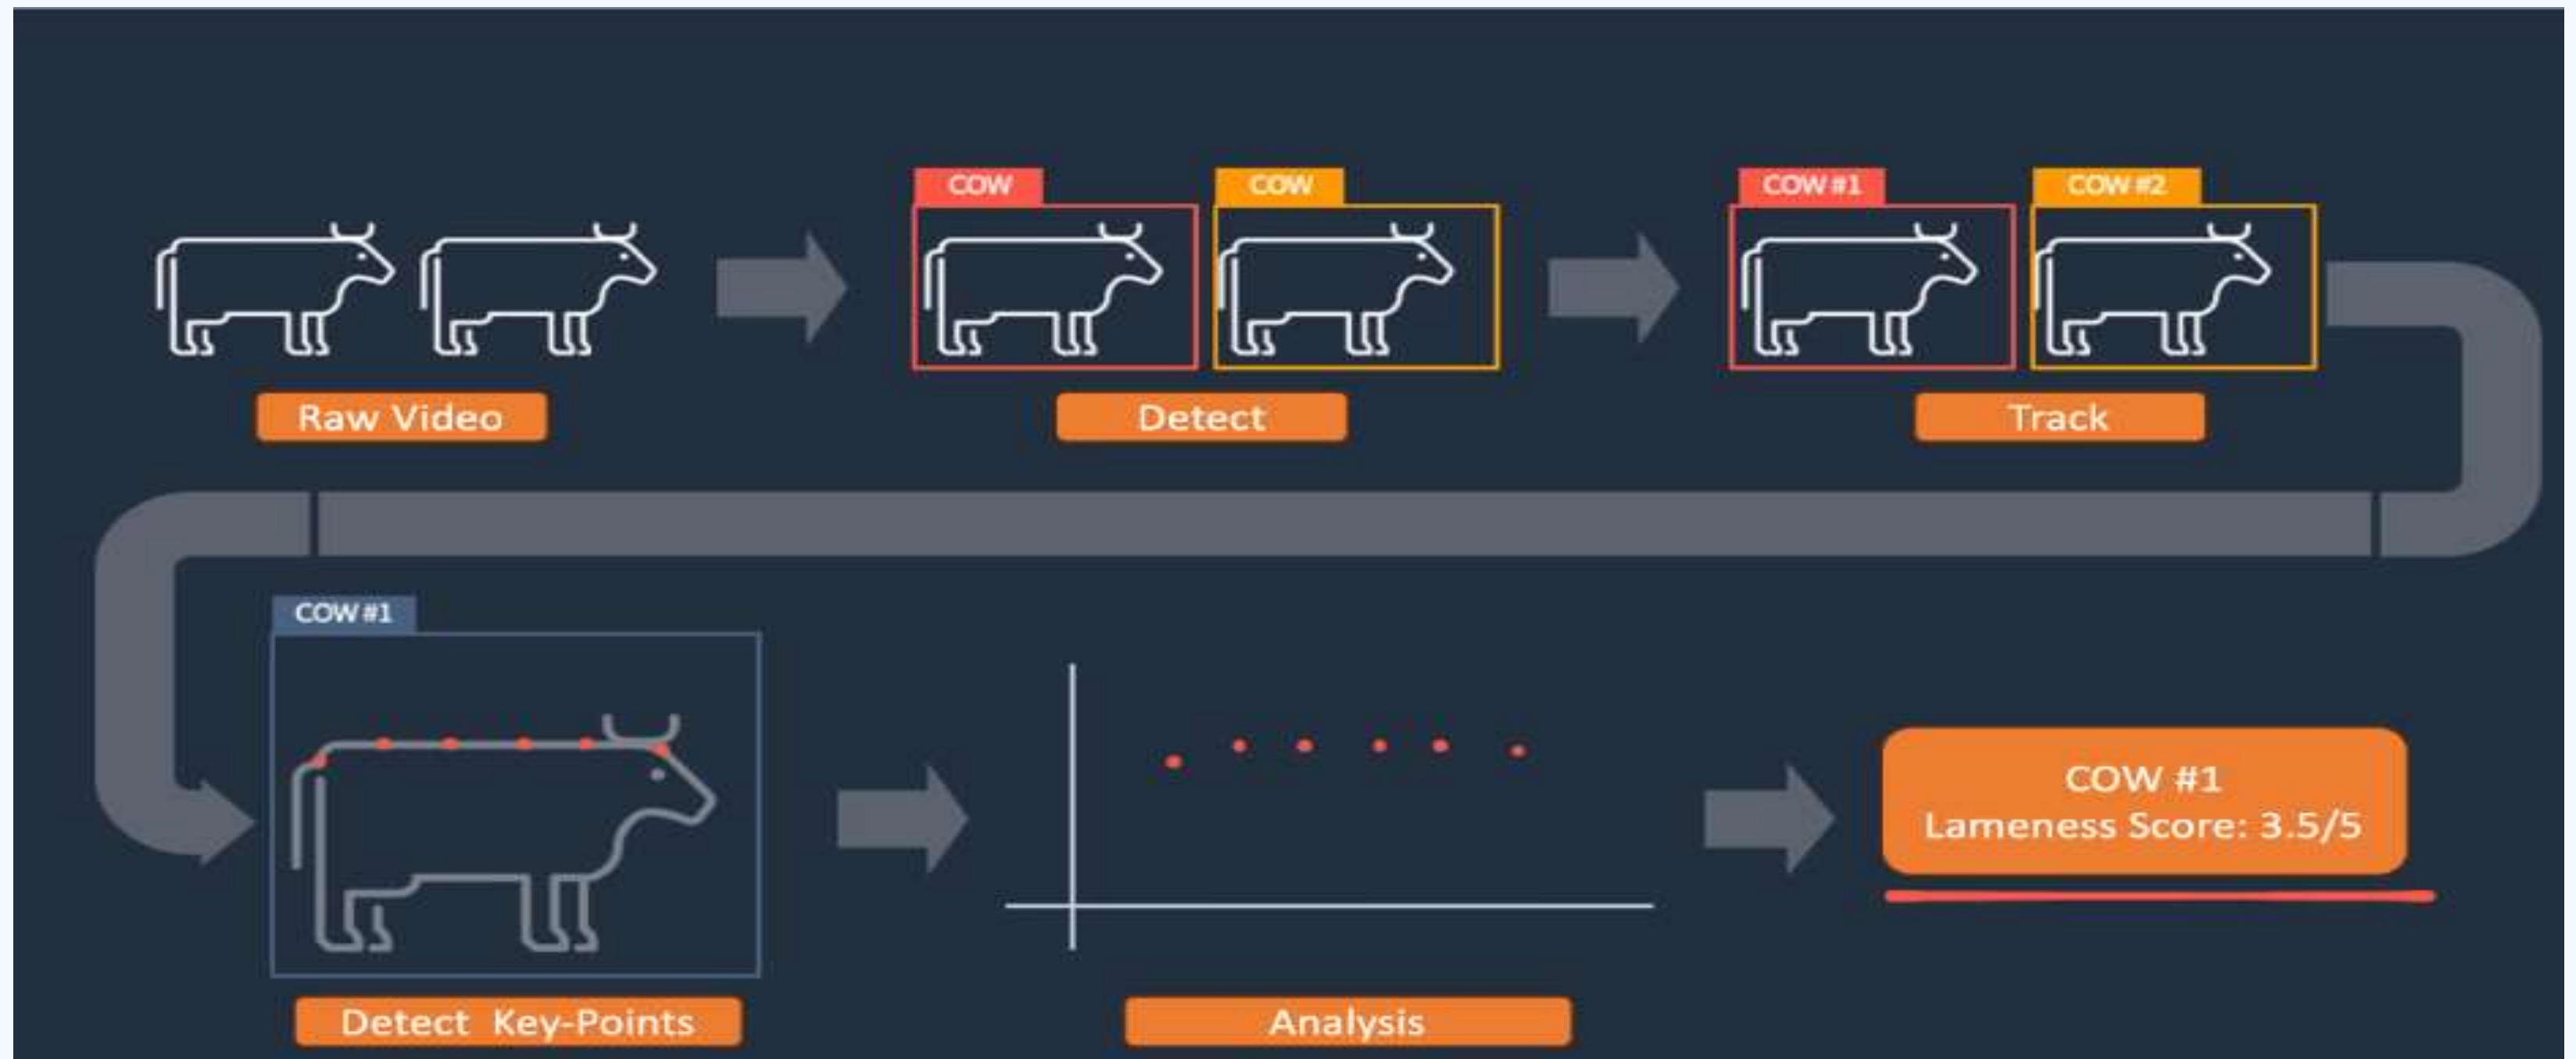 COW
COW
COW #1
COW #2
Raw Video
Detect
Track
COW #1
COW #1
Lameness Score: 3.5/5
Detect Key-Points
Analysis